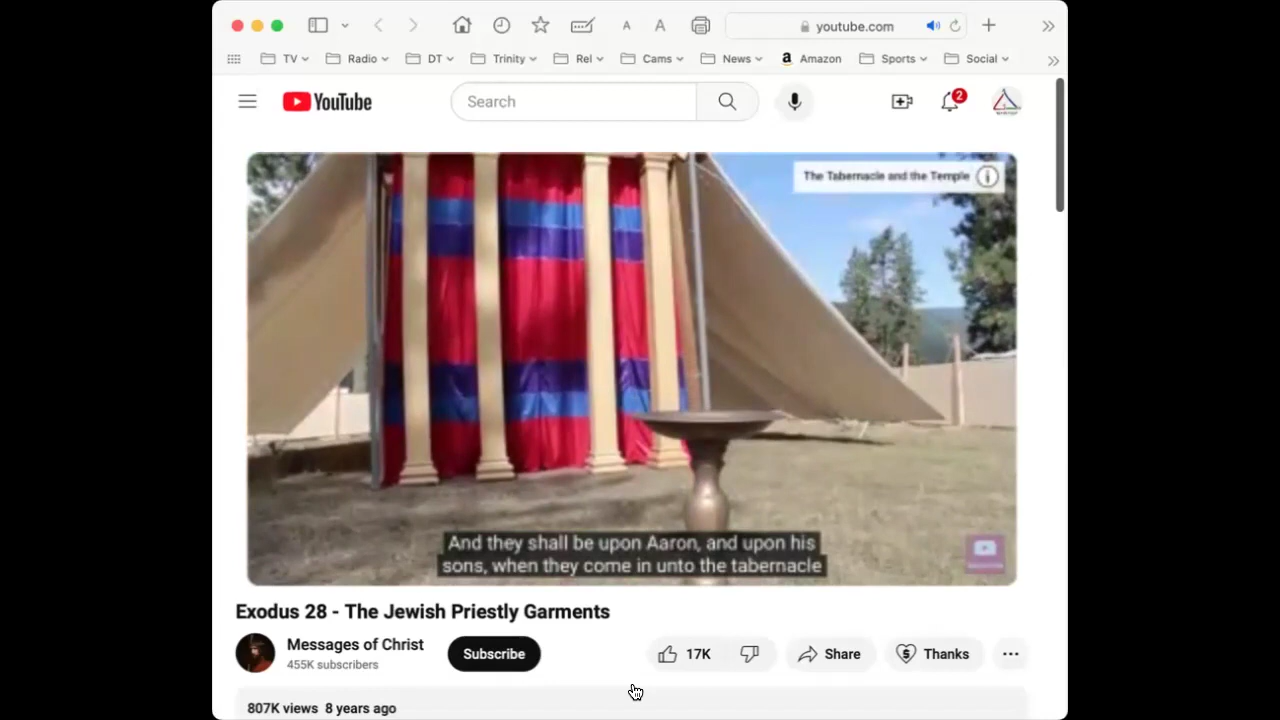 A A youtube.com
TV Radio DT Trinity Rel Cams News Amazon Sports Social
YouTube Search 2
The Tabernacle and the Temple
And they shall be upon Aaron, and upon his
sons, when they come in unto the tabernacle
Exodus 28 - The Jewish Priestly Garments
Messages of Christ
455K subscribers
Subscribe
17K Share Thanks
807K views 8 years ago